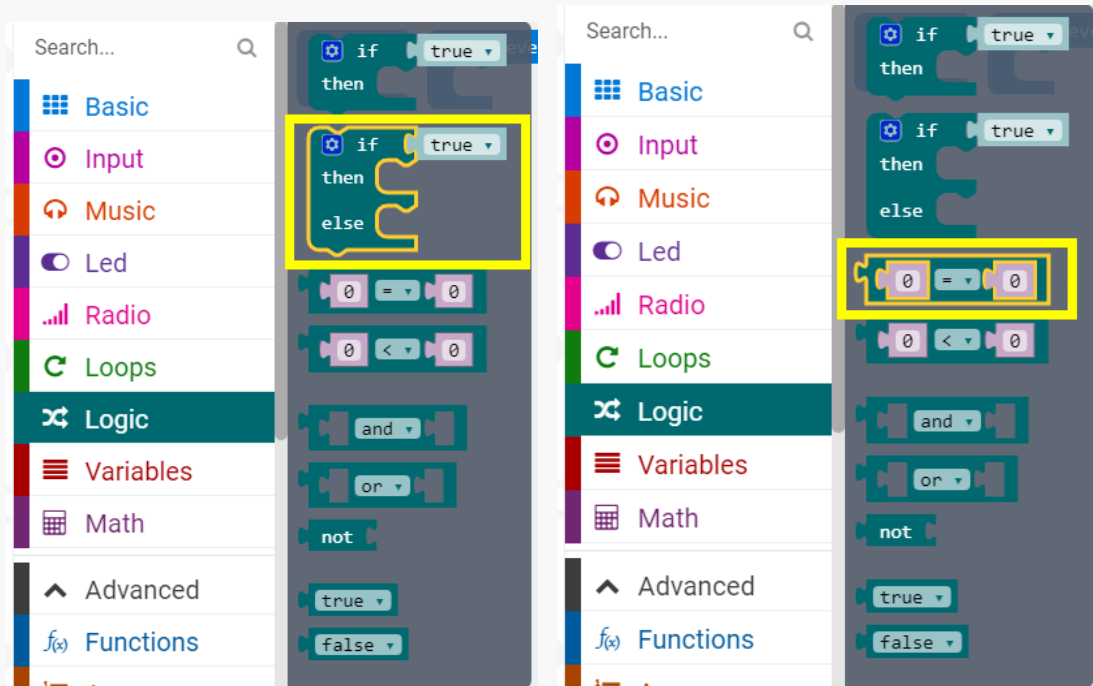 Search...
Basic
Input
Music
Led
Radio
Loops
Logic
Variables
Math
Advanced
Functions
if true
then
if true
then
else
0 = 0
0 < 0
and
or
not
true
false
Search...
Basic
Input
Music
Led
Radio
Loops
Logic
Variables
Math
Advanced
Functions
if true
then
if true
then
else
0 = 0
0 < 0
and
or
not
true
false